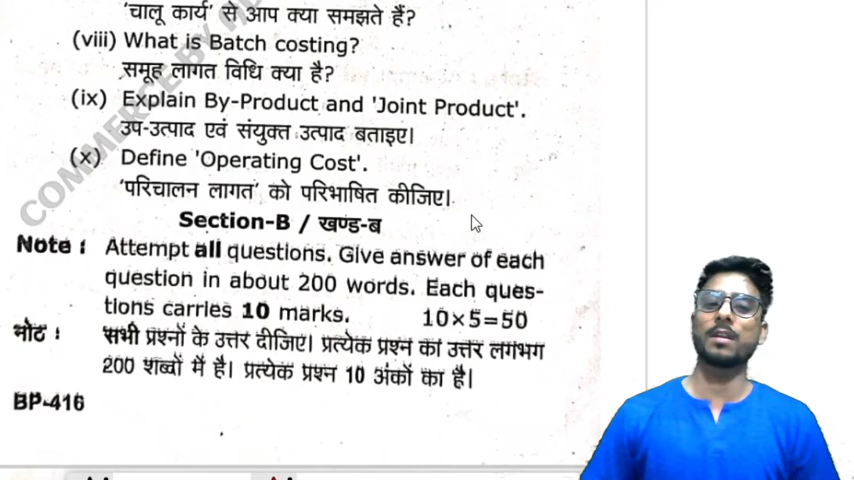 'चालू कार्य' से आप क्या समझते हैं?
(viii) What is Batch costing?
समूह लागत विधि क्या है?
(ix) Explain By-Product and 'Joint Product'.
उप-उत्पाद एवं संयुक्त उत्पाद बताइए।
(x) Define 'Operating Cost'.
'परिचालन लागत' को परिभाषित कीजिए।
Section-B / खण्ड-ब
Note : Attempt all questions. Give answer of each
question in about 200 words. Each ques-
tions carries 10 marks. 10×5=50
नोट : सभी प्रश्नों के उत्तर दीजिए। प्रत्येक प्रश्न का उत्तर लगभग
200 शब्दों में है। प्रत्येक प्रश्न 10 अंकों का है।
BP-416
COMMERCE BY